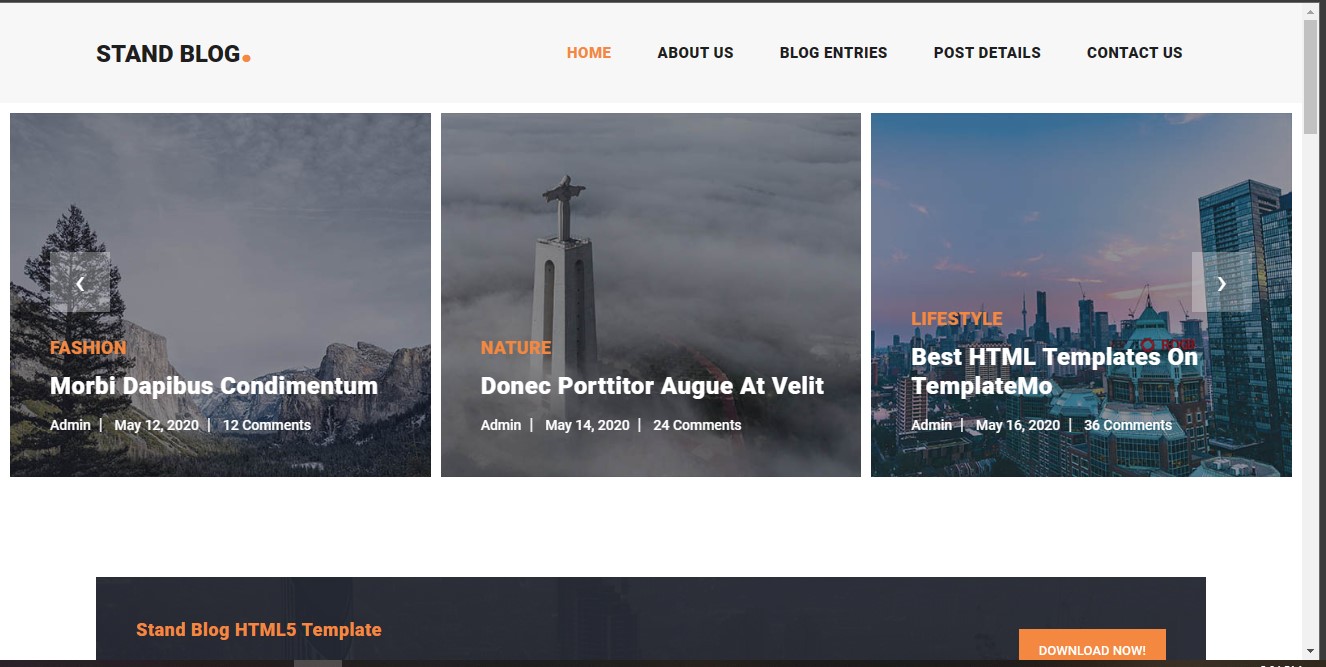 STAND BLOG.
HOME
ABOUT US
BLOG ENTRIES
POST DETAILS
CONTACT US
FASHION
Morbi Dapibus Condimentum
Admin | May 12, 2020 | 12 Comments
NATURE
Donec Porttitor Augue At Velit
Admin | May 14, 2020 | 24 Comments
LIFESTYLE
Best HTML Templates On
TemplateMo
Admin | May 16, 2020 | 36 Comments
Stand Blog HTML5 Template
DOWNLOAD NOW!